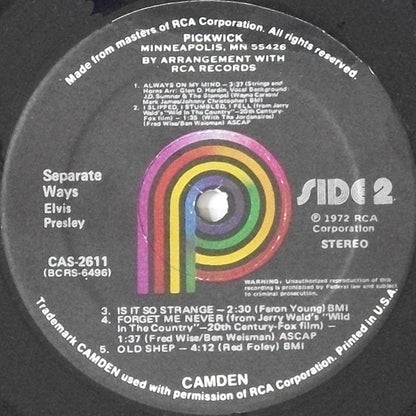 Made from masters of RCA Corporation. All rights reserved.
PICKWICK
MINNEAPOLIS, MN 55426
BY ARRANGEMENT WITH
RCA RECORDS
1. ALWAYS ON MY MIND – 3:37 (Strings and
Horns Arr: Glen D. Hardin, Vocal Background:
J.D. Sumner & The Stamps) (Wayne Carson/
Mark James/Johnny Christopher) BMI
2. I SLIPPED, I STUMBLED, I FELL (from Jerry
Wald's "Wild In The Country"–20th Century-
Fox film) – 1:35 (With The Jordanaires)
(Fred Wise/Ben Weisman) ASCAP
Separate
Ways
Elvis
Presley
SIDE 2
℗ 1972 RCA
Corporation
STEREO
CAS-2611
(BCRS-6496)
WARNING: Unauthorized reproduction of this
recording is prohibited by Federal law and subject
to criminal prosecution.
3. IS IT SO STRANGE – 2:30 (Faron Young) BMI
4. FORGET ME NEVER (from Jerry Wald's "Wild
In The Country"–20th Century-Fox film) –
1:37 (Fred Wise/Ben Weisman) ASCAP
5. OLD SHEP – 4:12 (Red Foley) BMI
CAMDEN
Trademark CAMDEN used with permission of RCA Corporation. Printed in U.S.A.